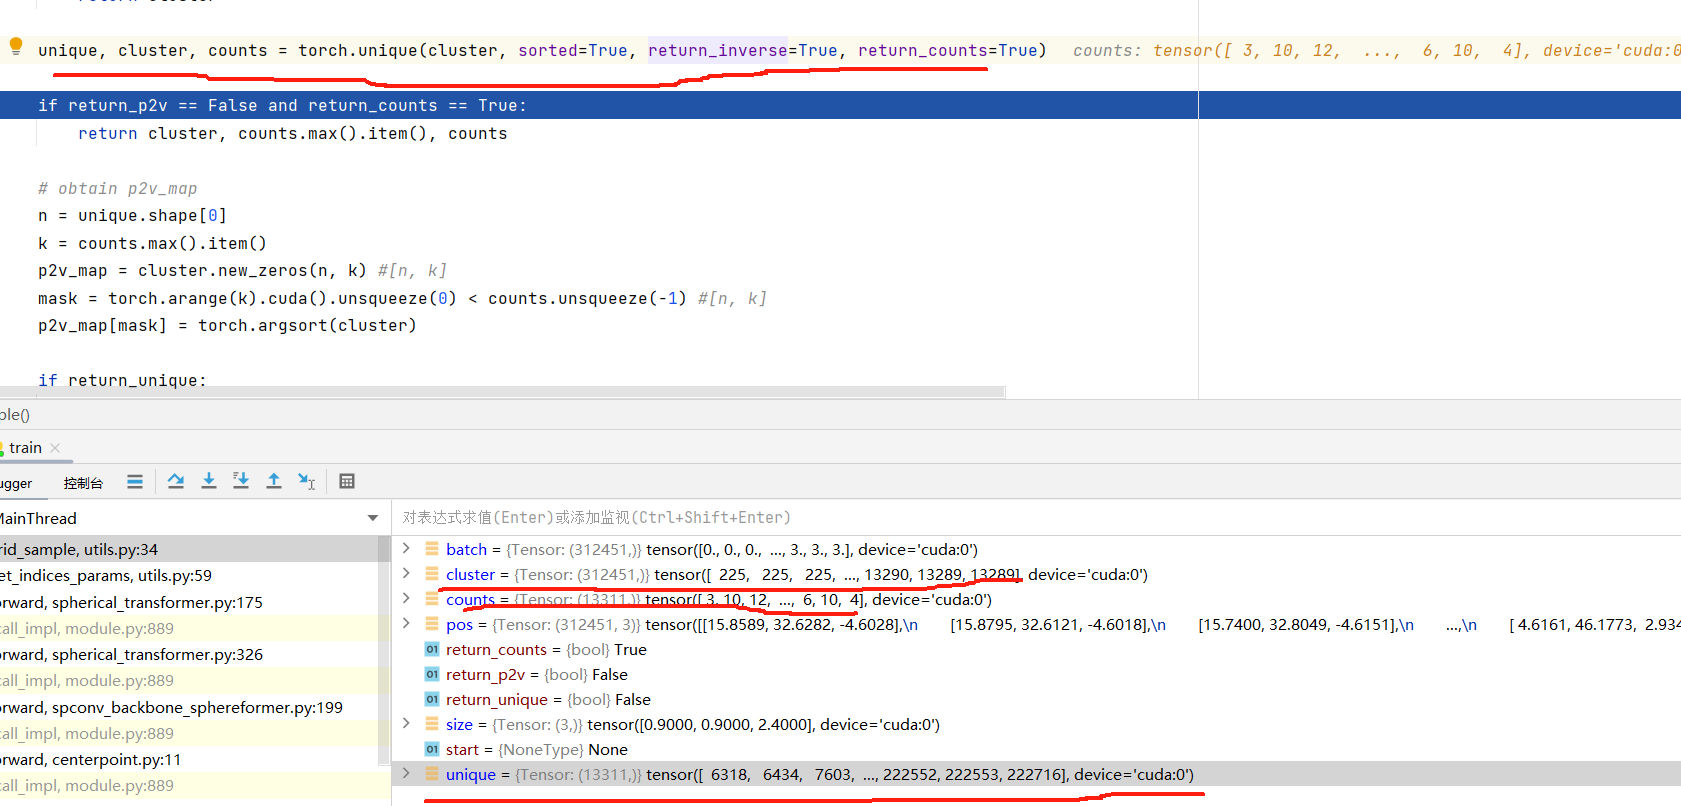 unique, cluster, counts = torch.unique(cluster, sorted=True, return_inverse=True, return_counts=True)  counts: tensor([ 3, 10, 12,  ...,  6, 10,  4], device='cuda:0
if return_p2v == False and return_counts == True:
return cluster, counts.max().item(), counts
# obtain p2v_map
n = unique.shape[0]
k = counts.max().item()
p2v_map = cluster.new_zeros(n, k) #[n, k]
mask = torch.arange(k).cuda().unsqueeze(0) < counts.unsqueeze(-1) #[n, k]
p2v_map[mask] = torch.argsort(cluster)
if return_unique:
ple()
train
ugger 控制台
MainThread
对表达式求值(Enter)或添加监视(Ctrl+Shift+Enter)
rid_sample, utils.py:34
et_indices_params, utils.py:59
orward, spherical_transformer.py:175
call_impl, module.py:889
orward, spherical_transformer.py:326
call_impl, module.py:889
orward, spconv_backbone_sphereformer.py:199
call_impl, module.py:889
orward, centerpoint.py:11
call_impl, module.py:889
batch = {Tensor: (312451,)} tensor([0., 0., 0.,  ..., 3., 3., 3.], device='cuda:0')
cluster = {Tensor: (312451,)} tensor([  225,   225,   225,  ..., 13290, 13289, 13289], device='cuda:0')
counts = {Tensor: (13311,)} tensor([ 3, 10, 12,  ...,  6, 10,  4], device='cuda:0')
pos = {Tensor: (312451, 3)} tensor([[15.8589, 32.6282, -4.6028],\n        [15.8795, 32.6121, -4.6018],\n        [15.7400, 32.8049, -4.6151],\n        ...,\n        [ 4.6161, 46.1773,  2.934
return_counts = {bool} True
return_p2v = {bool} False
return_unique = {bool} False
size = {Tensor: (3,)} tensor([0.9000, 0.9000, 2.4000], device='cuda:0')
start = {NoneType} None
unique = {Tensor: (13311,)} tensor([  6318,   6434,   7603,  ..., 222552, 222553, 222716], device='cuda:0')